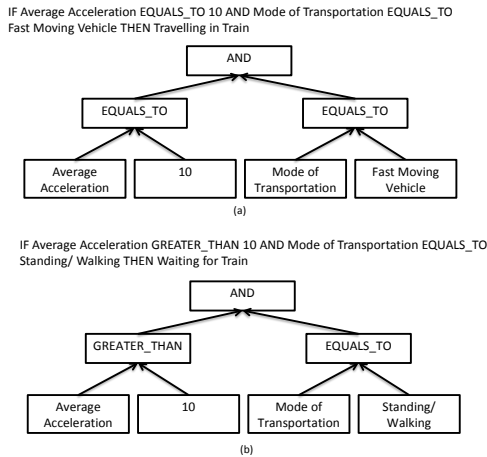 IF Average Acceleration EQUALS_TO 10 AND Mode of Transportation EQUALS_TO
Fast Moving Vehicle THEN Travelling in Train
AND
EQUALS_TO EQUALS_TO
Average 10 Mode of Fast Moving
Acceleration Transportation Vehicle
(a)
IF Average Acceleration GREATER_THAN 10 AND Mode of Transportation EQUALS_TO
Standing/ Walking THEN Waiting for Train
AND
GREATER_THAN EQUALS_TO
Average 10 Mode of Standing/
Acceleration Transportation Walking
(b)